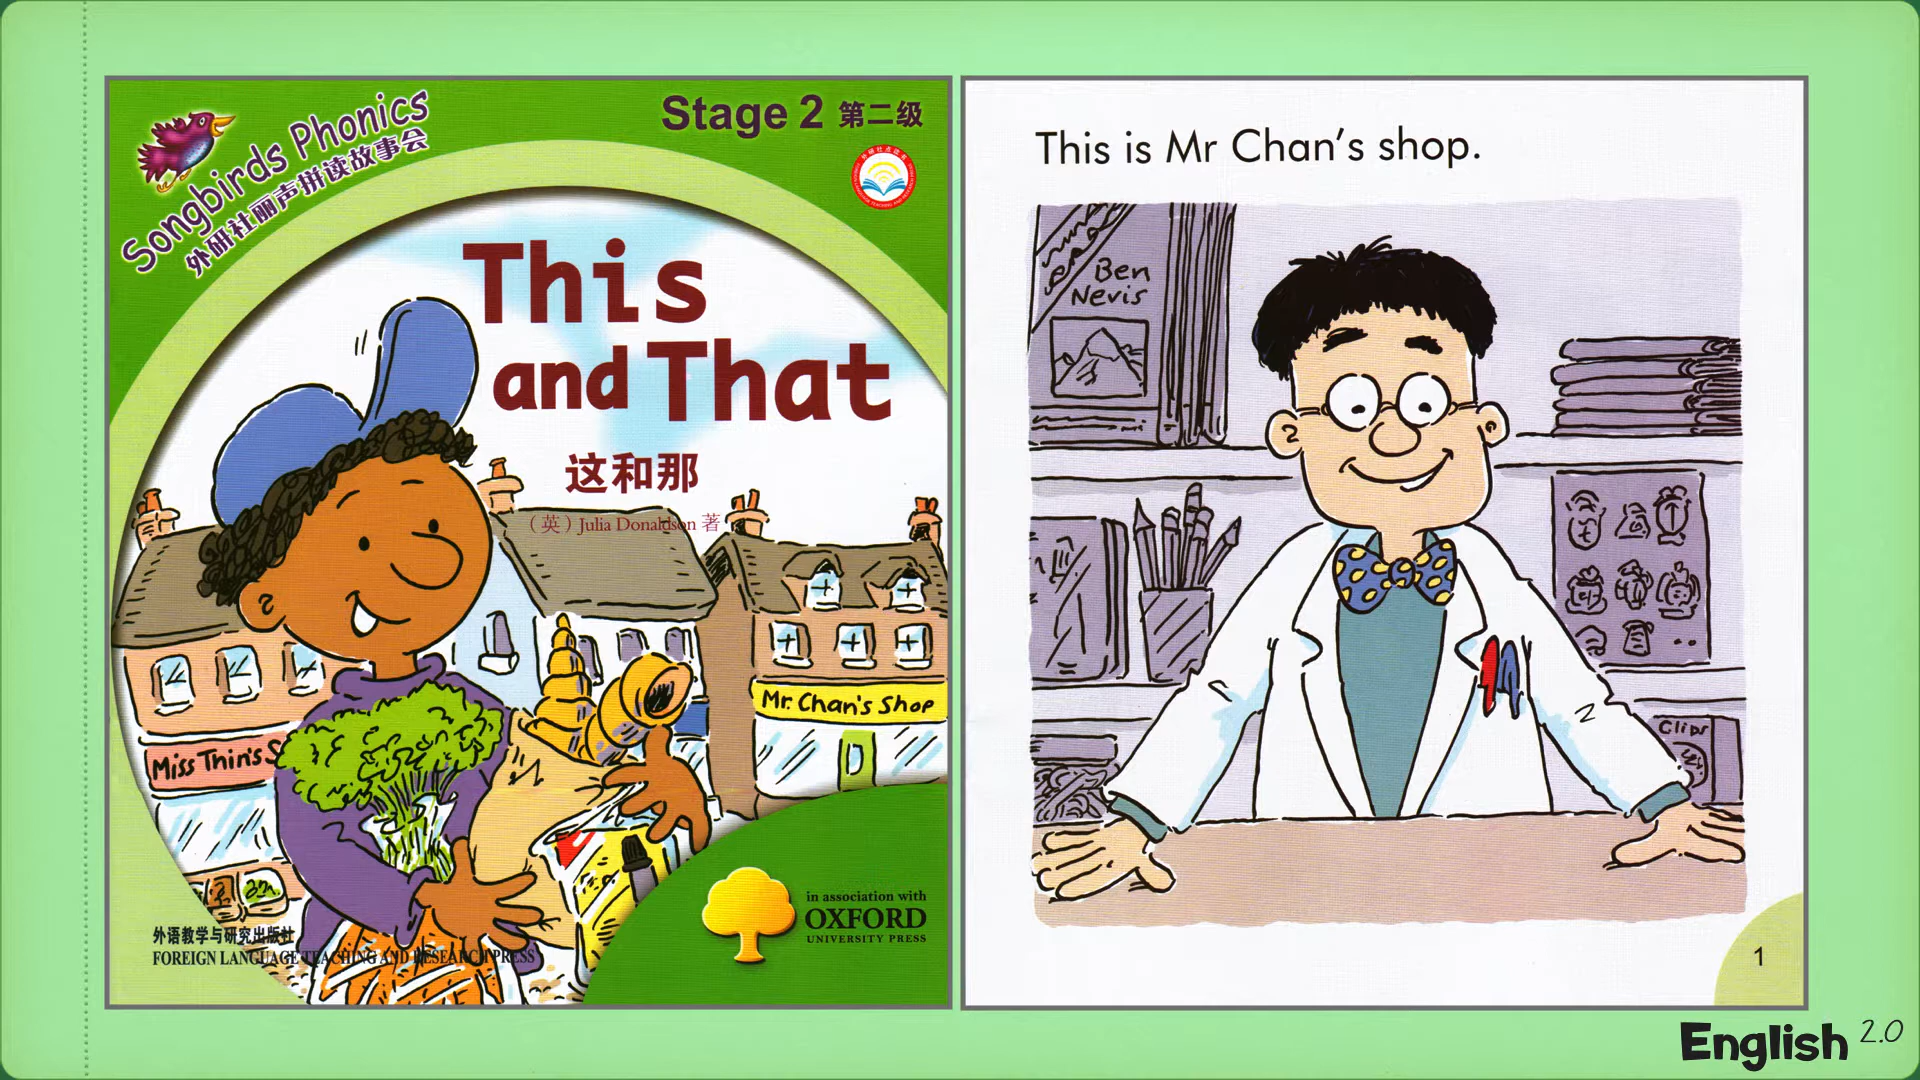 Songbirds Phonics
外研社丽声拼读故事会
Stage 2 第二级
This
and That
这和那
（英）Julia Donaldson 著
Miss Thin's S
Mr. Chan's Shop
in association with
OXFORD
UNIVERSITY PRESS
外语教学与研究出版社
FOREIGN LANGUAGE TEACHING AND RESEARCH PRESS
This is Mr Chan's shop.
Ben
Nevis
Clips
1
English 2.0